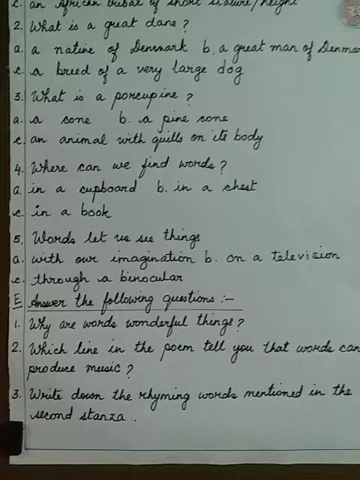 c. an African tribal of short stature/height
2. What is a great dane?
a. a native of Denmark b. a great man of Denma
c. a breed of a very large dog
3. What is a porcupine?
a. a cone b. a pine cone
c. an animal with quills on its body
4. Where can we find words?
a. in a cupboard b. in a chest
c. in a book
5. Words let us see things
a. with our imagination b. on a television
c. through a binocular
E Answer the following questions:-
1. Why are words wonderful things?
2. Which line in the poem tell you that words can
produce music?
3. Write down the rhyming words mentioned in the
second stanza.